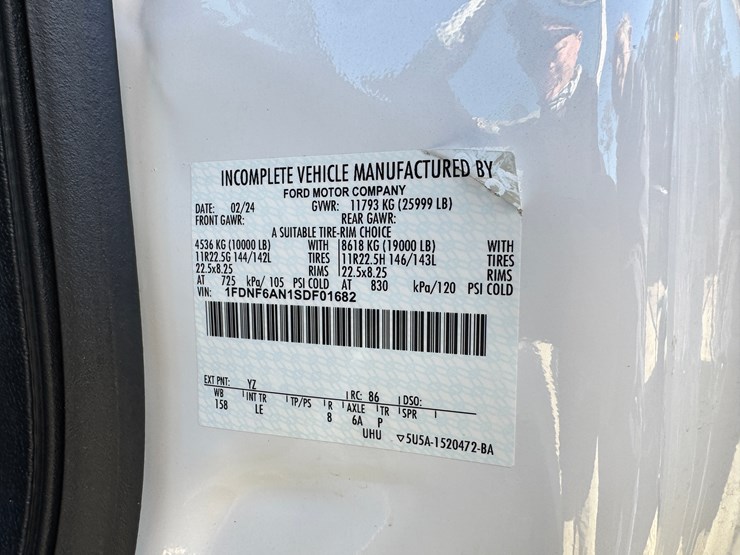 INCOMPLETE VEHICLE MANUFACTURED BY
FORD MOTOR COMPANY
DATE: 02/24 GVWR: 11793 KG (25999 LB)
FRONT GAWR: REAR GAWR:
A SUITABLE TIRE-RIM CHOICE
4536 KG (10000 LB) WITH 8618 KG (19000 LB) WITH
11R22.5G 144/142L TIRES 11R22.5H 146/143L TIRES
22.5x8.25 RIMS 22.5x8.25 RIMS
AT 725 kPa/ 105 PSI COLD AT 830 kPa/120 PSI COLD
VIN: 1FDNF6AN1SDF01682
EXT PNT: YZ RC: 86 DSO:
WB INT TR TP/PS R AXLE TR SPR
158 LE 8 6A P
UHU ▽5U5A-1520472-BA